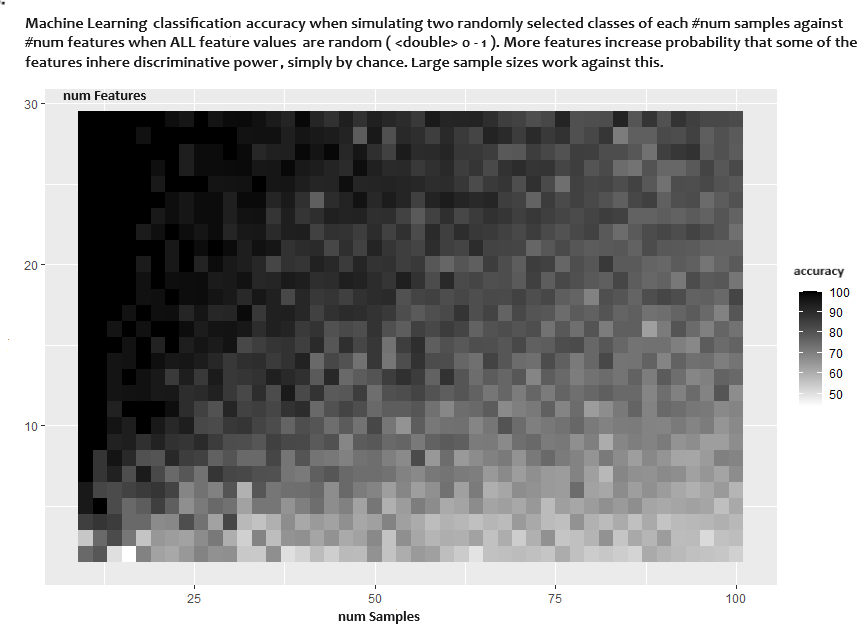 Machine Learning classification accuracy when simulating two randomly selected classes of each #num samples against
#num features when ALL feature values are random ( <double> 0 - 1 ). More features increase probability that some of the
features inhere discriminative power, simply by chance. Large sample sizes work against this.
num Features
30
20
10
25
50
75
100
num Samples
accuracy
100
90
80
70
60
50